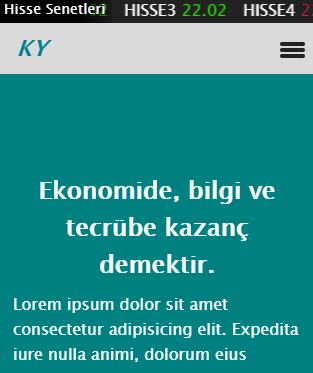 Hisse Senetleri HISSE3 22.02 HISSE4
KY
Ekonomide, bilgi ve
tecrübe kazanç
demektir.
Lorem ipsum dolor sit amet
consectetur adipisicing elit. Expedita
iure nulla animi, dolorum eius